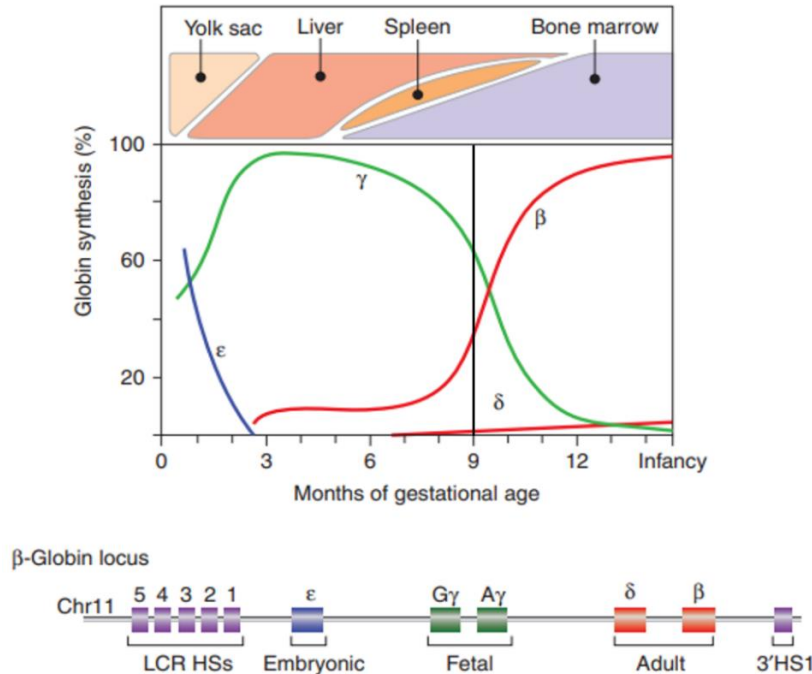 Yolk sac Liver Spleen Bone marrow
Globin synthesis (%)
100
60
20
γ
β
ε
δ
0 3 6 9 12 Infancy
Months of gestational age
β-Globin locus
Chr11 5 4 3 2 1 ε Gγ Aγ δ β
LCR HSs Embryonic Fetal Adult 3′HS1